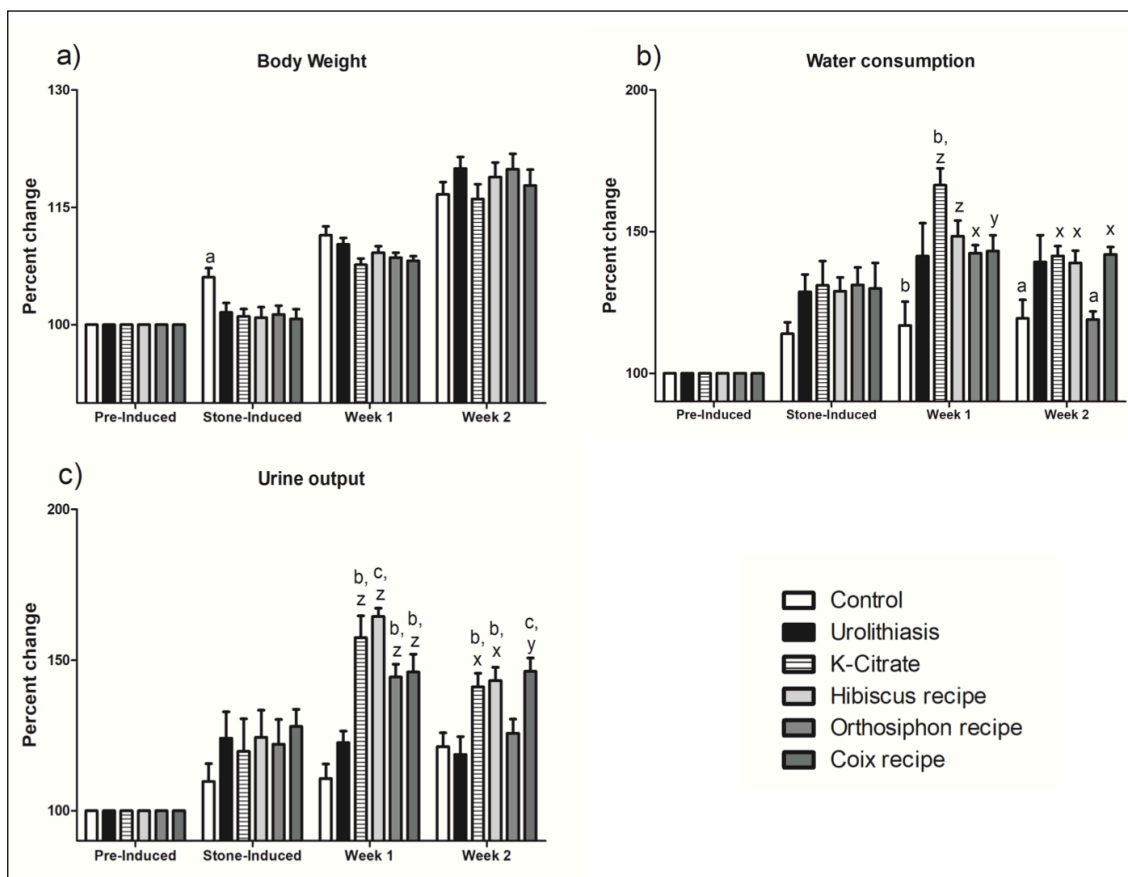 a)
Body Weight
130
115
100
Percent change
a
Pre-Induced
Stone-Induced
Week 1
Week 2
b)
Water consumption
200
150
100
Percent change
b
b,
z
z
x
y
a
x
x
a
x
Pre-Induced
Stone-Induced
Week 1
Week 2
c)
Urine output
200
150
100
Percent change
b,
z
c,
z
b,
z
b,
z
b,
x
b,
x
c,
y
Pre-Induced
Stone-Induced
Week 1
Week 2
Control
Urolithiasis
K-Citrate
Hibiscus recipe
Orthosiphon recipe
Coix recipe